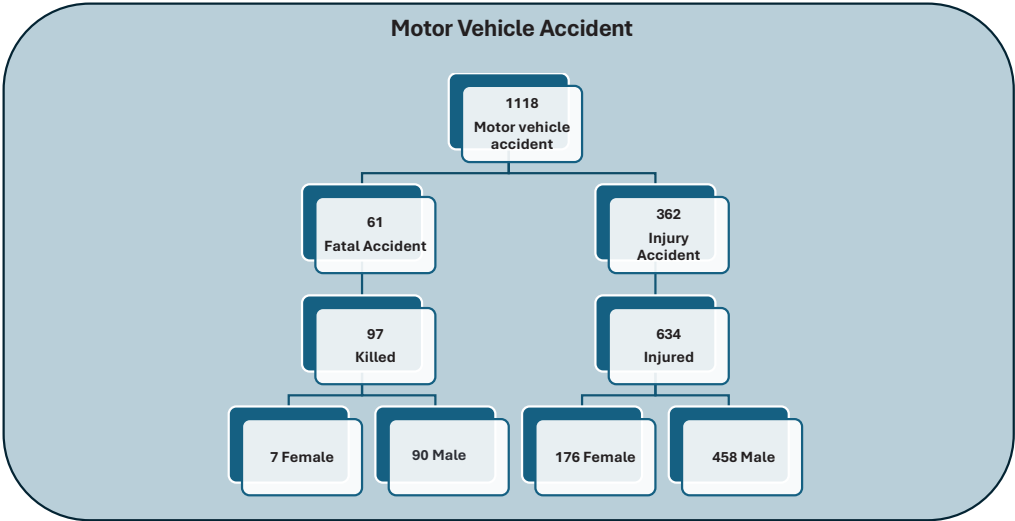 Motor Vehicle Accident
1118
Motor vehicle
accident
61
Fatal Accident
362
Injury
Accident
97
Killed
634
Injured
7 Female
90 Male
176 Female
458 Male